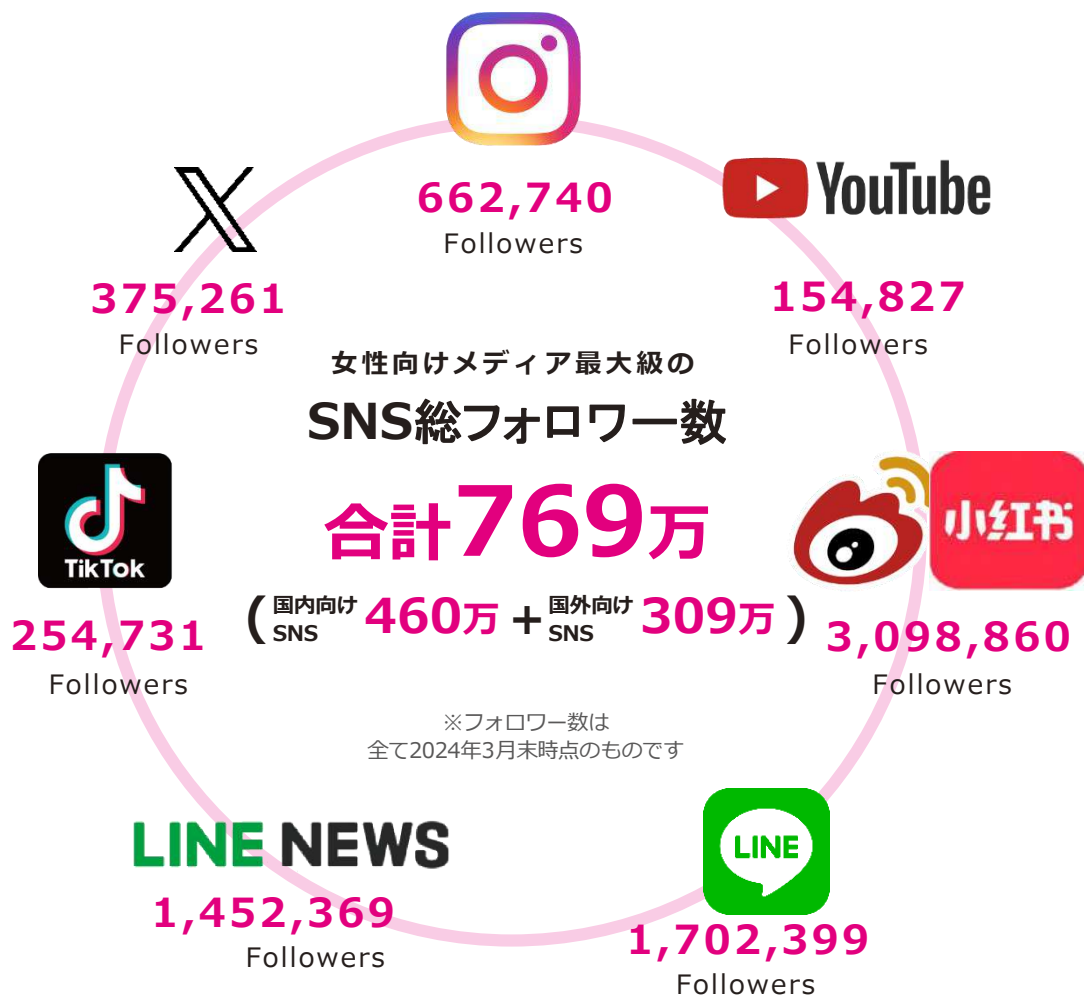 662,740
Followers
YouTube
154,827
Followers
X
375,261
Followers
女性向けメディア最大級の
SNS総フォロワー数
合計769万
(国内向け
SNS 460万+国外向け
SNS 309万)
TikTok
254,731
Followers
小红书
3,098,860
Followers
※フォロワー数は
全て2024年3月末時点のものです
LINE NEWS
1,452,369
Followers
LINE
1,702,399
Followers